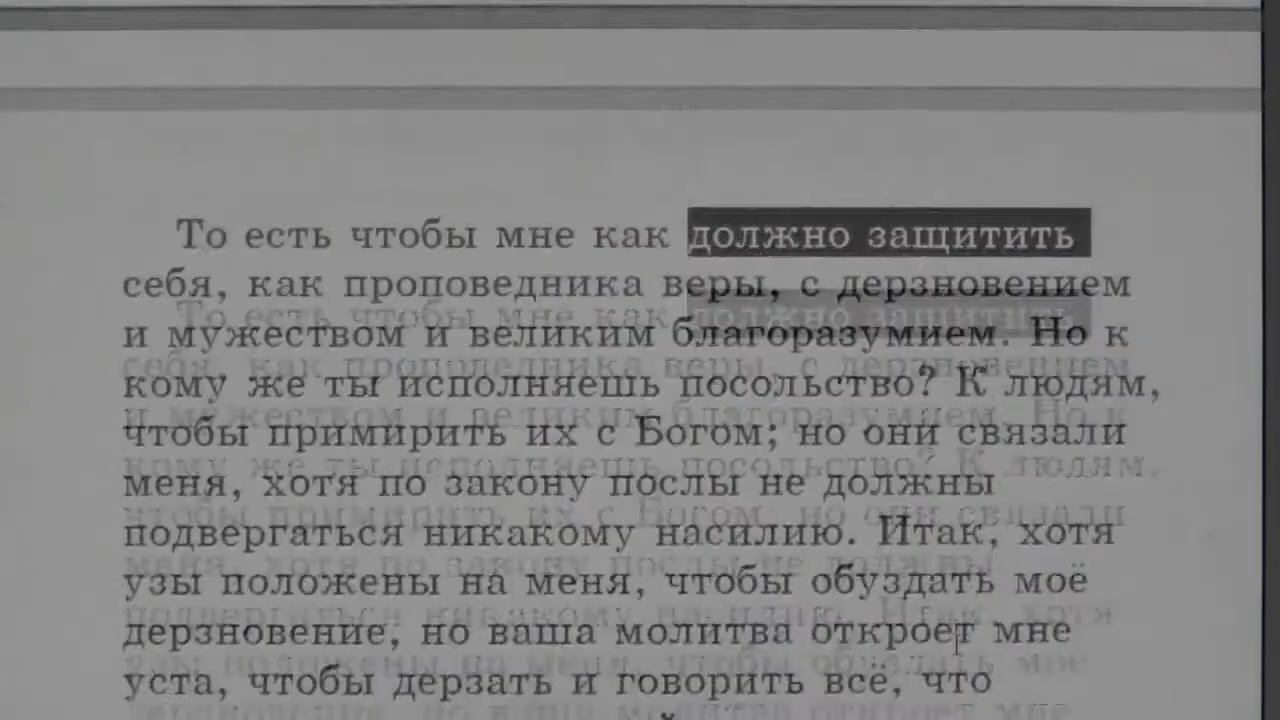 То есть чтобы мне как должно защитить
себя, как проповедника веры, с дерзновением
и мужеством и великим благоразумием. Но к
кому же ты исполняешь посольство? К людям,
чтобы примирить их с Богом; но они связали
меня, хотя по закону послы не должны
подвергаться никакому насилию. Итак, хотя
узы положены на меня, чтобы обуздать моё
дерзновение, но ваша молитва откроет мне
уста, чтобы дерзать и говорить всё, что